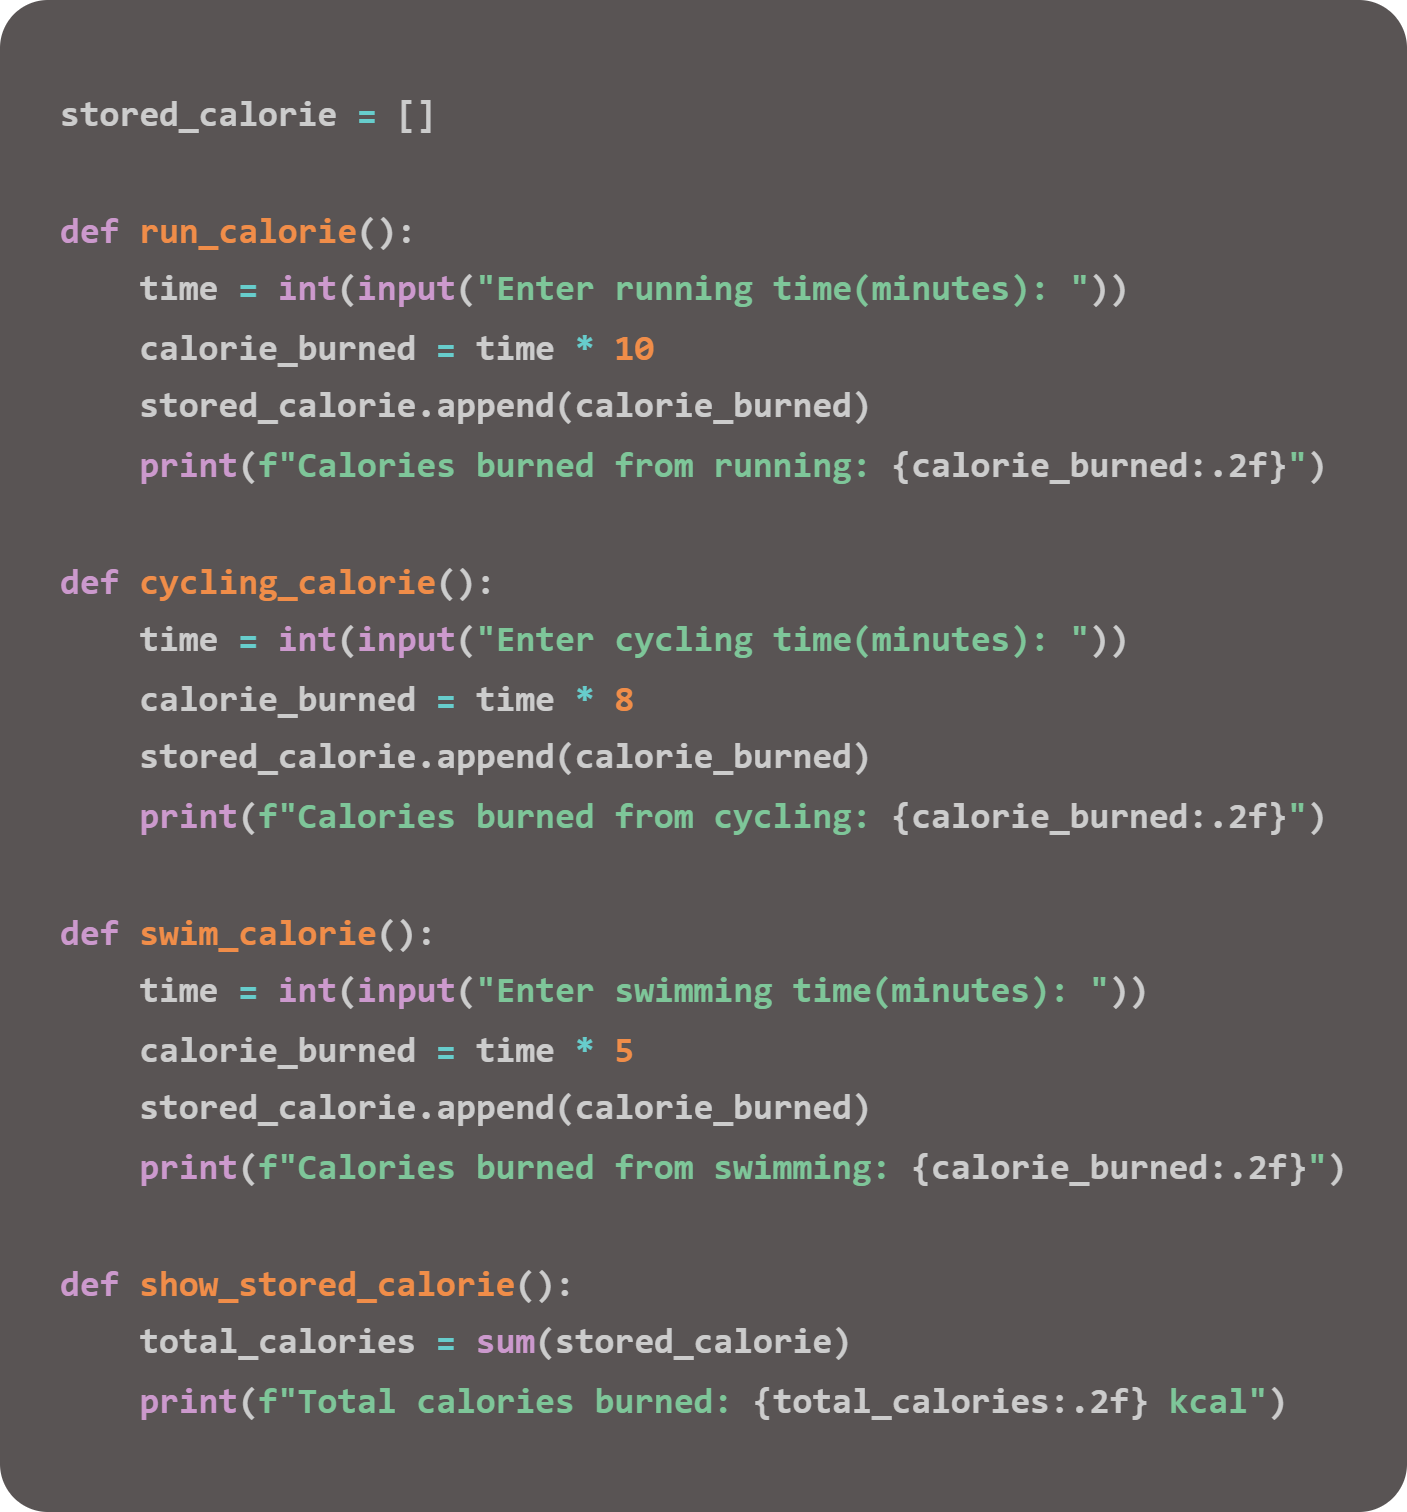 stored_calorie = []
def run_calorie():
    time = int(input("Enter running time(minutes): "))
    calorie_burned = time * 10
    stored_calorie.append(calorie_burned)
    print(f"Calories burned from running: {calorie_burned:.2f}")
def cycling_calorie():
    time = int(input("Enter cycling time(minutes): "))
    calorie_burned = time * 8
    stored_calorie.append(calorie_burned)
    print(f"Calories burned from cycling: {calorie_burned:.2f}")
def swim_calorie():
    time = int(input("Enter swimming time(minutes): "))
    calorie_burned = time * 5
    stored_calorie.append(calorie_burned)
    print(f"Calories burned from swimming: {calorie_burned:.2f}")
def show_stored_calorie():
    total_calories = sum(stored_calorie)
    print(f"Total calories burned: {total_calories:.2f} kcal")